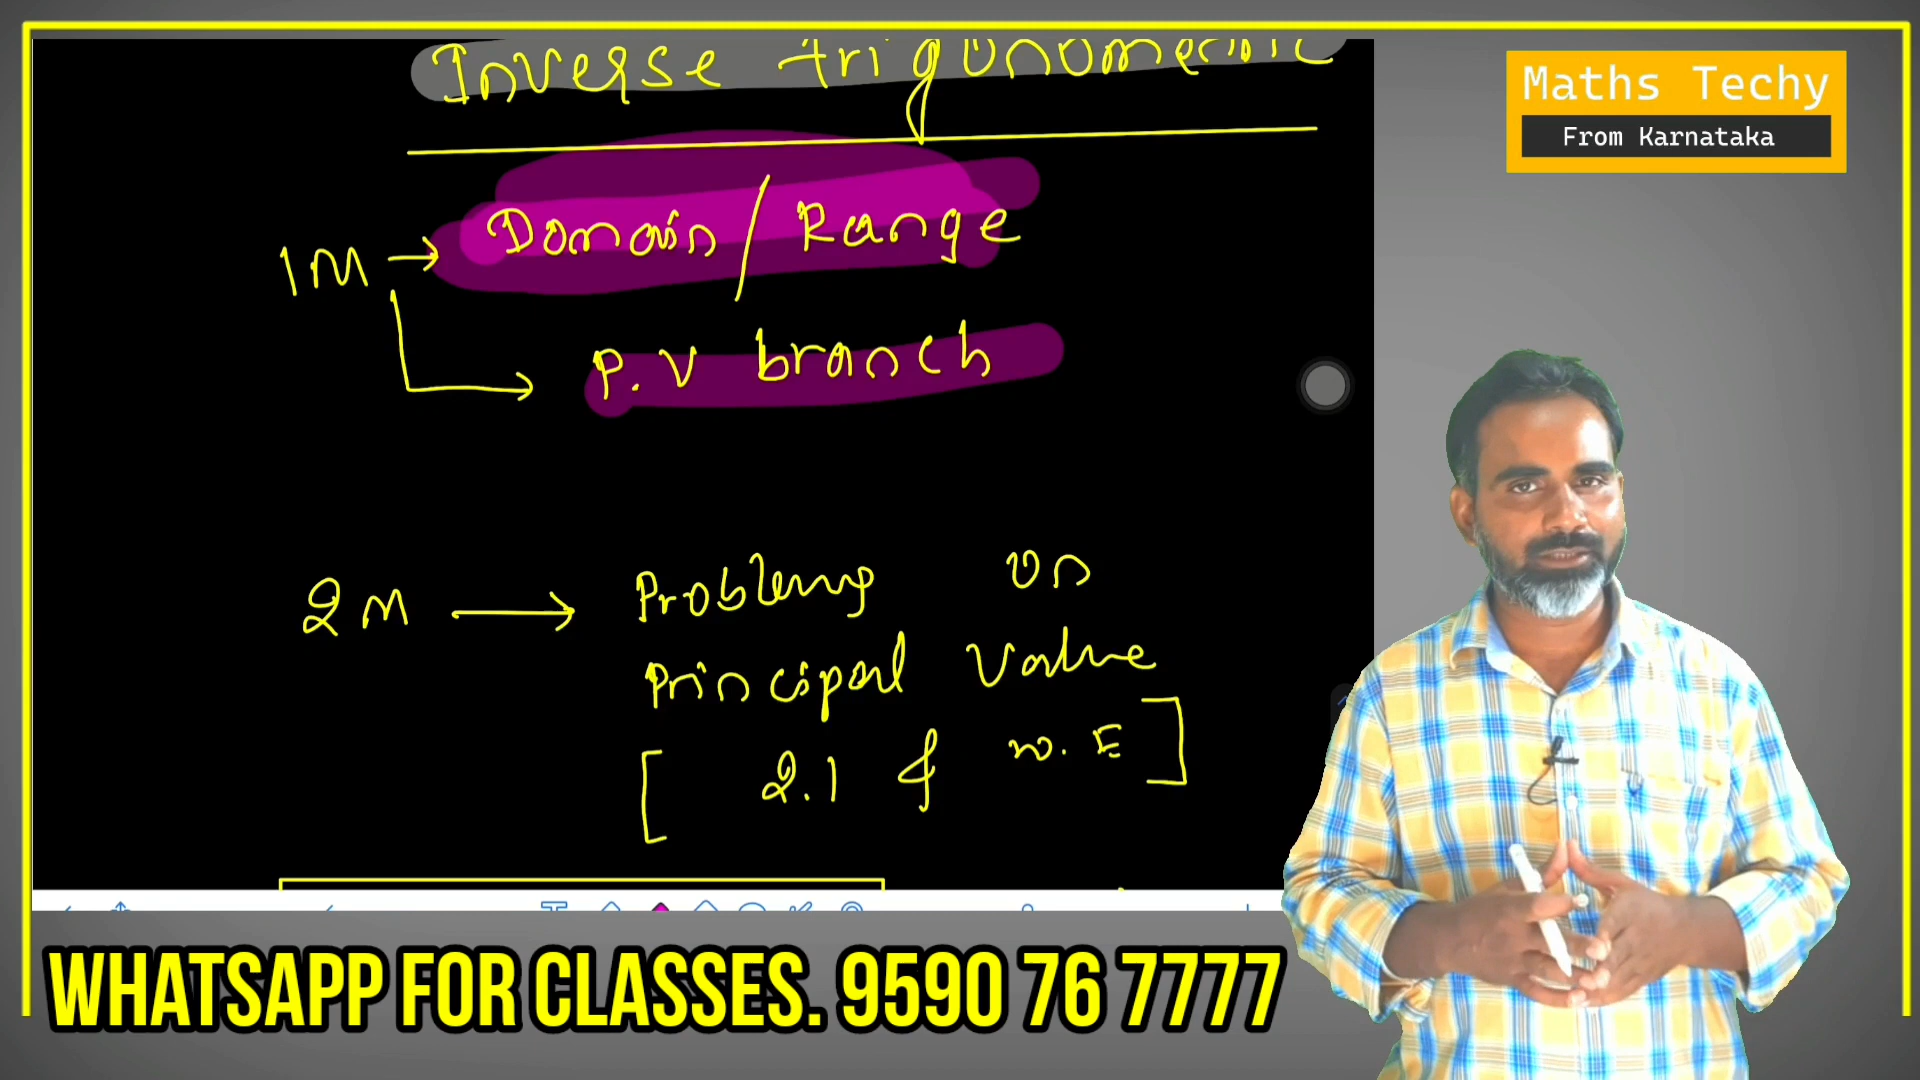 Inverse trigonometric
Maths Techy
From Karnataka
1M → Domain / Range
→ P.V branch
2M → Problems on
Principal Value
[ 2.1 & W.E ]
WHATSAPP FOR CLASSES. 9590 76 7777